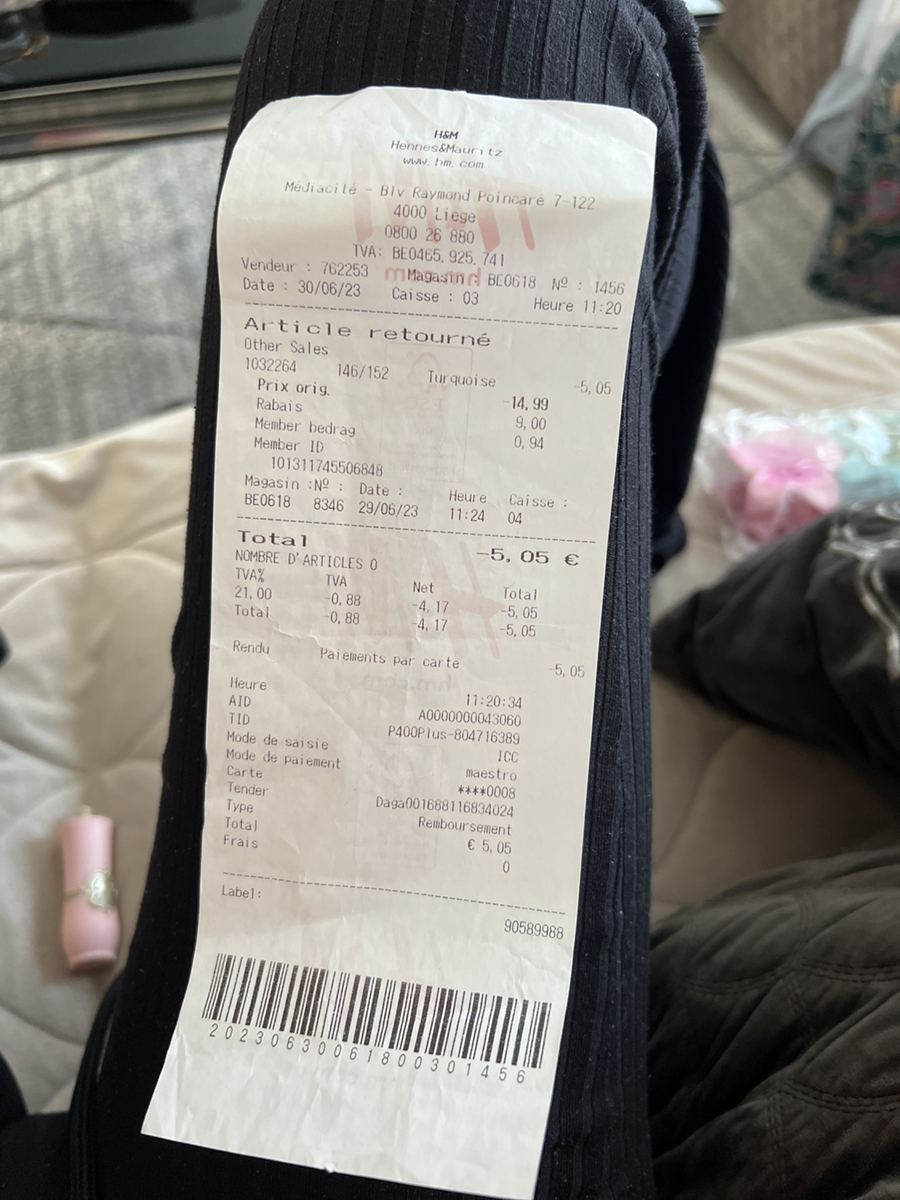 H&M
Hennes&Mauritz
www.hm.com
Médiacité - Blv Raymond Poincaré 7-122
4000 Liege
0800 26 880
TVA: BE0465.925.741
Vendeur : 762253 Magasin : BE0618 Nº : 1456
Date : 30/06/23 Caisse : 03 Heure 11:20
Article retourné
Other Sales
1032264 146/152 Turquoise -5,05
Prix orig. -14,99
Rabais 9,00
Member bedrag 0,94
Member ID
101311745506848
Magasin :Nº : Date : Heure Caisse :
BE0618 8346 29/06/23 11:24 04
Total -5,05 €
NOMBRE D'ARTICLES 0
TVA% TVA Net Total
21,00 -0,88 -4,17 -5,05
Total -0,88 -4,17 -5,05
Rendu Paiements par carte -5,05
Heure 11:20:34
AID A0000000043060
TID P400Plus-804716389
Mode de saisie ICC
Mode de paiement maestro
Carte ****0008
Tender Daga001688116834024
Type Remboursement
Total € 5,05
Frais 0
Label:
90589988
2023063006180030 1456